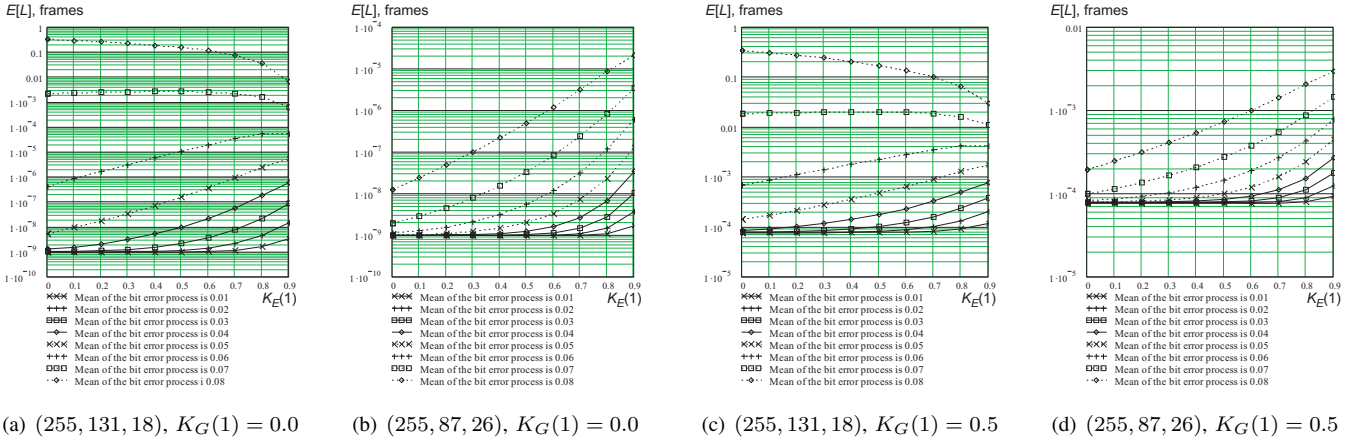 E[L], frames
1
0.1
0.01
1·10⁻³
1·10⁻⁴
1·10⁻⁵
1·10⁻⁶
1·10⁻⁷
1·10⁻⁸
1·10⁻⁹
1·10⁻¹⁰
0 0.1 0.2 0.3 0.4 0.5 0.6 0.7 0.8 0.9
K_E(1)
Mean of the bit error process is 0.01
Mean of the bit error process is 0.02
Mean of the bit error process is 0.03
Mean of the bit error process is 0.04
Mean of the bit error process is 0.05
Mean of the bit error process is 0.06
Mean of the bit error process is 0.07
Mean of the bit error process is 0.08
(a) (255, 131, 18), K_G(1) = 0.0
E[L], frames
1·10⁻⁴
1·10⁻⁵
1·10⁻⁶
1·10⁻⁷
1·10⁻⁸
1·10⁻⁹
1·10⁻¹⁰
0 0.1 0.2 0.3 0.4 0.5 0.6 0.7 0.8 0.9
K_E(1)
Mean of the bit error process is 0.01
Mean of the bit error process is 0.02
Mean of the bit error process is 0.03
Mean of the bit error process is 0.04
Mean of the bit error process is 0.05
Mean of the bit error process is 0.06
Mean of the bit error process is 0.07
Mean of the bit error process is 0.08
(b) (255, 87, 26), K_G(1) = 0.0
E[L], frames
1
0.1
0.01
1·10⁻³
1·10⁻⁴
1·10⁻⁵
0 0.1 0.2 0.3 0.4 0.5 0.6 0.7 0.8 0.9
K_E(1)
Mean of the bit error process is 0.01
Mean of the bit error process is 0.02
Mean of the bit error process is 0.03
Mean of the bit error process is 0.04
Mean of the bit error process is 0.05
Mean of the bit error process is 0.06
Mean of the bit error process is 0.07
Mean of the bit error process is 0.08
(c) (255, 131, 18), K_G(1) = 0.5
E[L], frames
0.01
1·10⁻³
1·10⁻⁴
1·10⁻⁵
0 0.1 0.2 0.3 0.4 0.5 0.6 0.7 0.8 0.9
K_E(1)
Mean of the bit error process is 0.01
Mean of the bit error process is 0.02
Mean of the bit error process is 0.03
Mean of the bit error process is 0.04
Mean of the bit error process is 0.05
Mean of the bit error process is 0.06
Mean of the bit error process is 0.07
Mean of the bit error process is 0.08
(d) (255, 87, 26), K_G(1) = 0.5